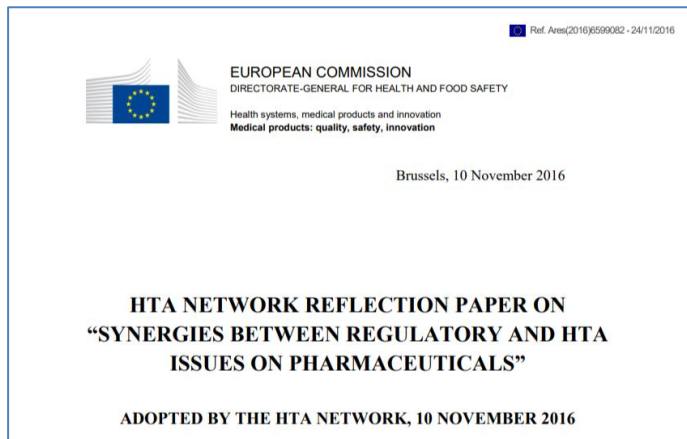 Ref. Ares(2016)6599082 - 24/11/2016
EUROPEAN COMMISSION
DIRECTORATE-GENERAL FOR HEALTH AND FOOD SAFETY
Health systems, medical products and innovation
Medical products: quality, safety, innovation
Brussels, 10 November 2016
HTA NETWORK REFLECTION PAPER ON
“SYNERGIES BETWEEN REGULATORY AND HTA
ISSUES ON PHARMACEUTICALS”
ADOPTED BY THE HTA NETWORK, 10 NOVEMBER 2016